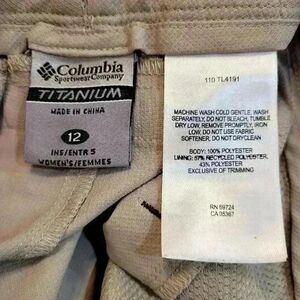 Columbia
Sportswear Company
TITANIUM
MADE IN CHINA
12
INS/ENTR 5
WOMEN'S/FEMMES
110 TL4191
MACHINE WASH COLD GENTLE, WASH
SEPARATELY, DO NOT BLEACH, TUMBLE
DRY LOW, REMOVE PROMPTLY, IRON
LOW, DO NOT USE FABRIC
SOFTENER, DO NOT DRYCLEAN
BODY: 100% POLYESTER
LINING: 57% RECYCLED POLYESTER,
43% POLYESTER
EXCLUSIVE OF TRIMMING
RN 69724
CA 05367